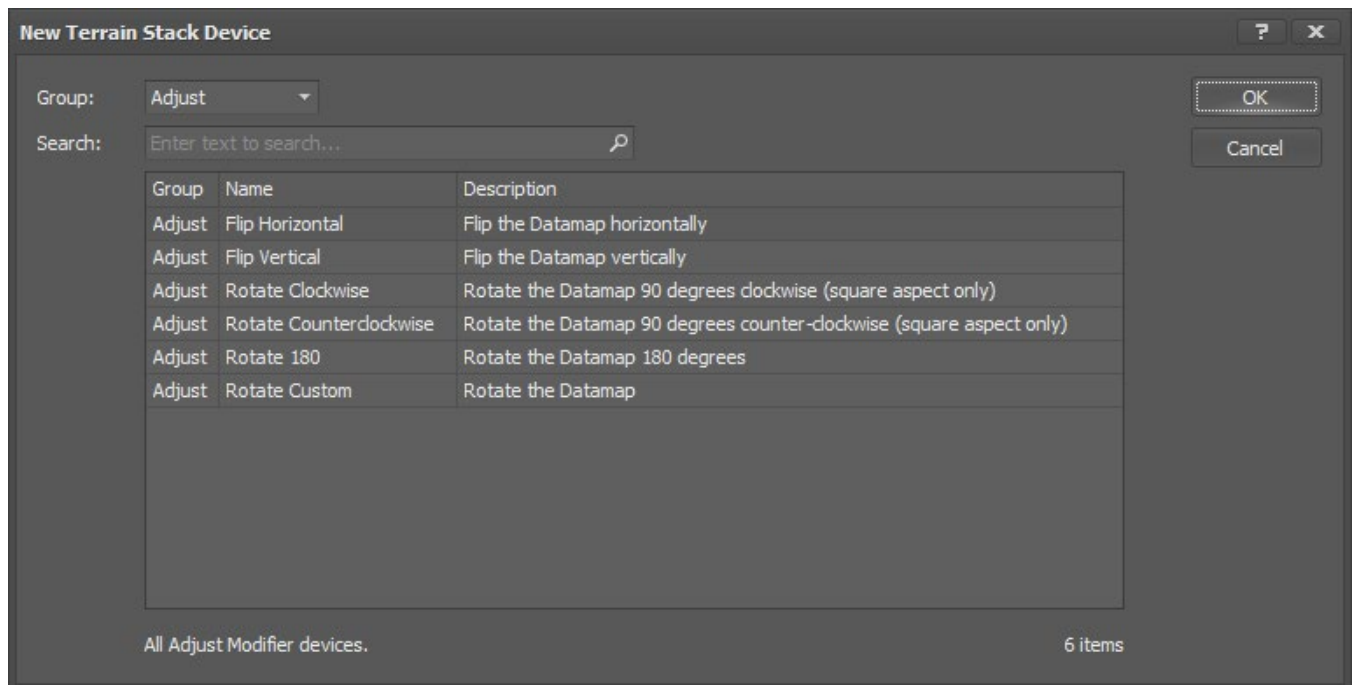 New Terrain Stack Device ? x
Group: Adjust OK
Search: Enter text to search... Cancel
Group Name Description
Adjust Flip Horizontal Flip the Datamap horizontally
Adjust Flip Vertical Flip the Datamap vertically
Adjust Rotate Clockwise Rotate the Datamap 90 degrees clockwise (square aspect only)
Adjust Rotate Counterclockwise Rotate the Datamap 90 degrees counter-clockwise (square aspect only)
Adjust Rotate 180 Rotate the Datamap 180 degrees
Adjust Rotate Custom Rotate the Datamap
All Adjust Modifier devices. 6 items